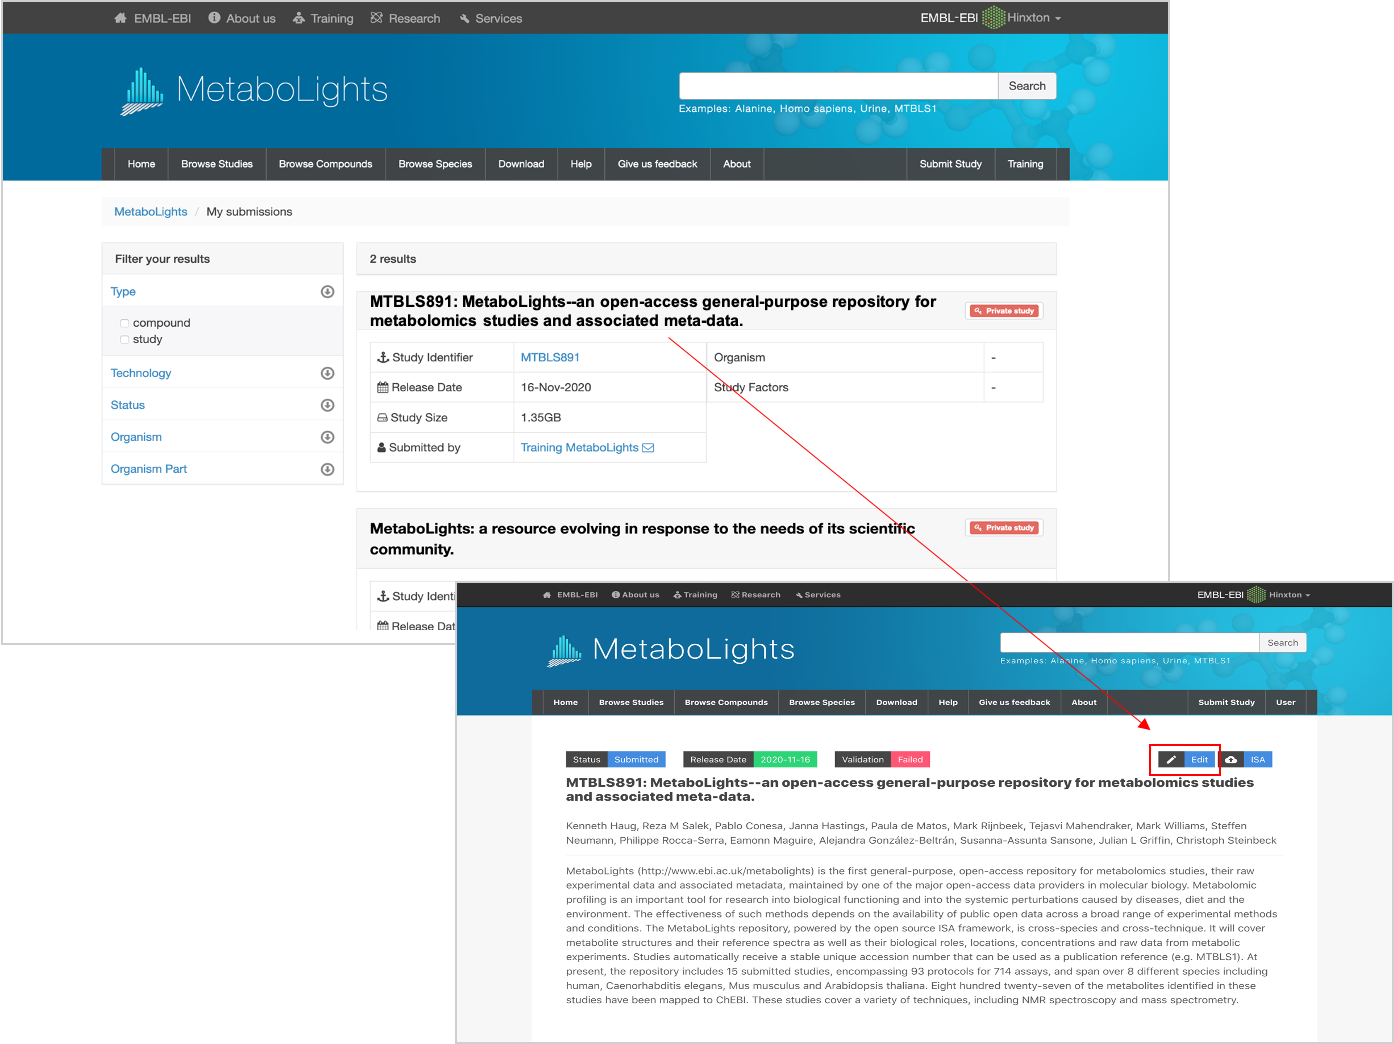 EMBL-EBI About us Training Research Services EMBL-EBI Hinxton
MetaboLights
Search
Examples: Alanine, Homo sapiens, Urine, MTBLS1
Home Browse Studies Browse Compounds Browse Species Download Help Give us feedback About Submit Study Training
MetaboLights / My submissions
Filter your results
Type
compound
study
Technology
Status
Organism
Organism Part
2 results
MTBLS891: MetaboLights--an open-access general-purpose repository for
metabolomics studies and associated meta-data.
Private study
Study Identifier MTBLS891 Organism -
Release Date 16-Nov-2020 Study Factors -
Study Size 1.35GB
Submitted by Training MetaboLights
MetaboLights: a resource evolving in response to the needs of its scientific
community.
Private study
Study Identi
Release Dat
EMBL-EBI About us Training Research Services EMBL-EBI Hinxton
MetaboLights
Search
Examples: Alanine, Homo sapiens, Urine, MTBLS1
Home Browse Studies Browse Compounds Browse Species Download Help Give us feedback About Submit Study User
Status Submitted Release Date 2020-11-16 Validation Failed Edit ISA
MTBLS891: MetaboLights--an open-access general-purpose repository for metabolomics studies
and associated meta-data.
Kenneth Haug, Reza M Salek, Pablo Conesa, Janna Hastings, Paula de Matos, Mark Rijnbeek, Tejasvi Mahendraker, Mark Williams, Steffen
Neumann, Philippe Rocca-Serra, Eamonn Maguire, Alejandra González-Beltrán, Susanna-Assunta Sansone, Julian L Griffin, Christoph Steinbeck
MetaboLights (http://www.ebi.ac.uk/metabolights) is the first general-purpose, open-access repository for metabolomics studies, their raw
experimental data and associated metadata, maintained by one of the major open-access data providers in molecular biology. Metabolomic
profiling is an important tool for research into biological functioning and into the systemic perturbations caused by diseases, diet and the
environment. The effectiveness of such methods depends on the availability of public open data across a broad range of experimental methods
and conditions. The MetaboLights repository, powered by the open source ISA framework, is cross-species and cross-technique. It will cover
metabolite structures and their reference spectra as well as their biological roles, locations, concentrations and raw data from metabolic
experiments. Studies automatically receive a stable unique accession number that can be used as a publication reference (e.g. MTBLS1). At
present, the repository includes 15 submitted studies, encompassing 93 protocols for 714 assays, and span over 8 different species including
human, Caenorhabditis elegans, Mus musculus and Arabidopsis thaliana. Eight hundred twenty-seven of the metabolites identified in these
studies have been mapped to ChEBI. These studies cover a variety of techniques, including NMR spectroscopy and mass spectrometry.